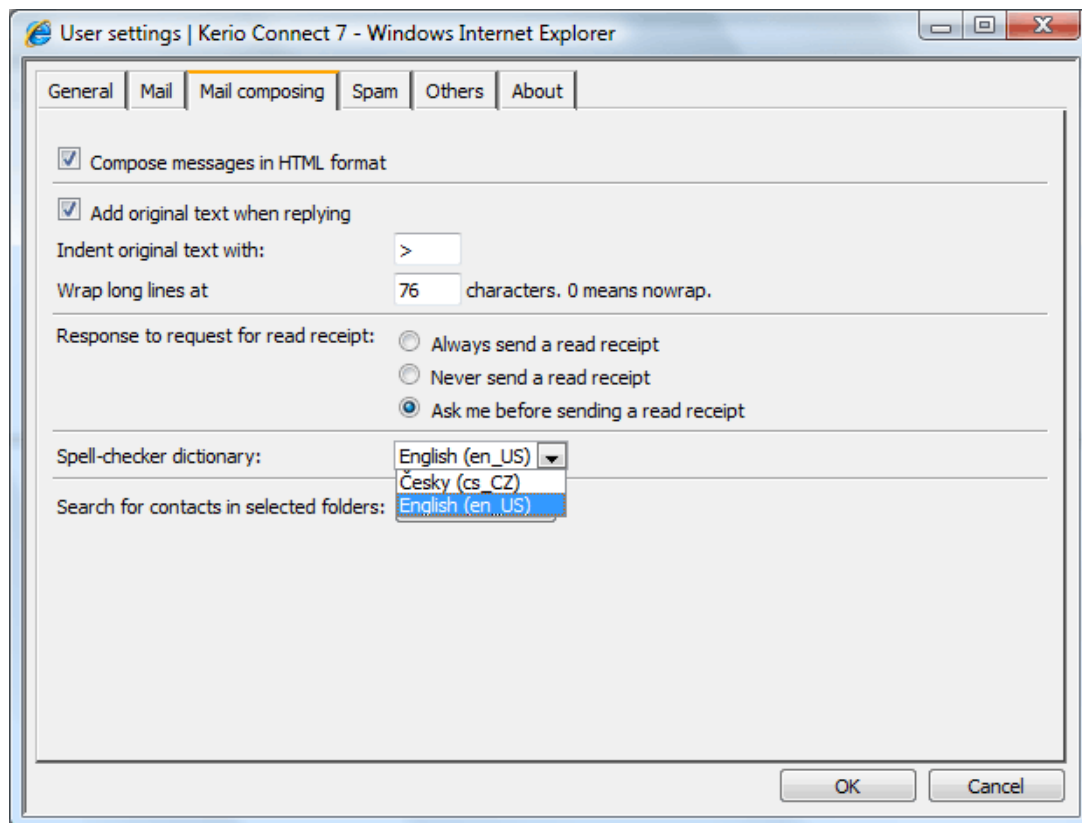 User settings | Kerio Connect 7 - Windows Internet Explorer
General Mail Mail composing Spam Others About
Compose messages in HTML format
Add original text when replying
Indent original text with: >
Wrap long lines at 76 characters. 0 means nowrap.
Response to request for read receipt: Always send a read receipt
Never send a read receipt
Ask me before sending a read receipt
Spell-checker dictionary: English (en_US)
Česky (cs_CZ)
Search for contacts in selected folders: English (en_US)
OK Cancel